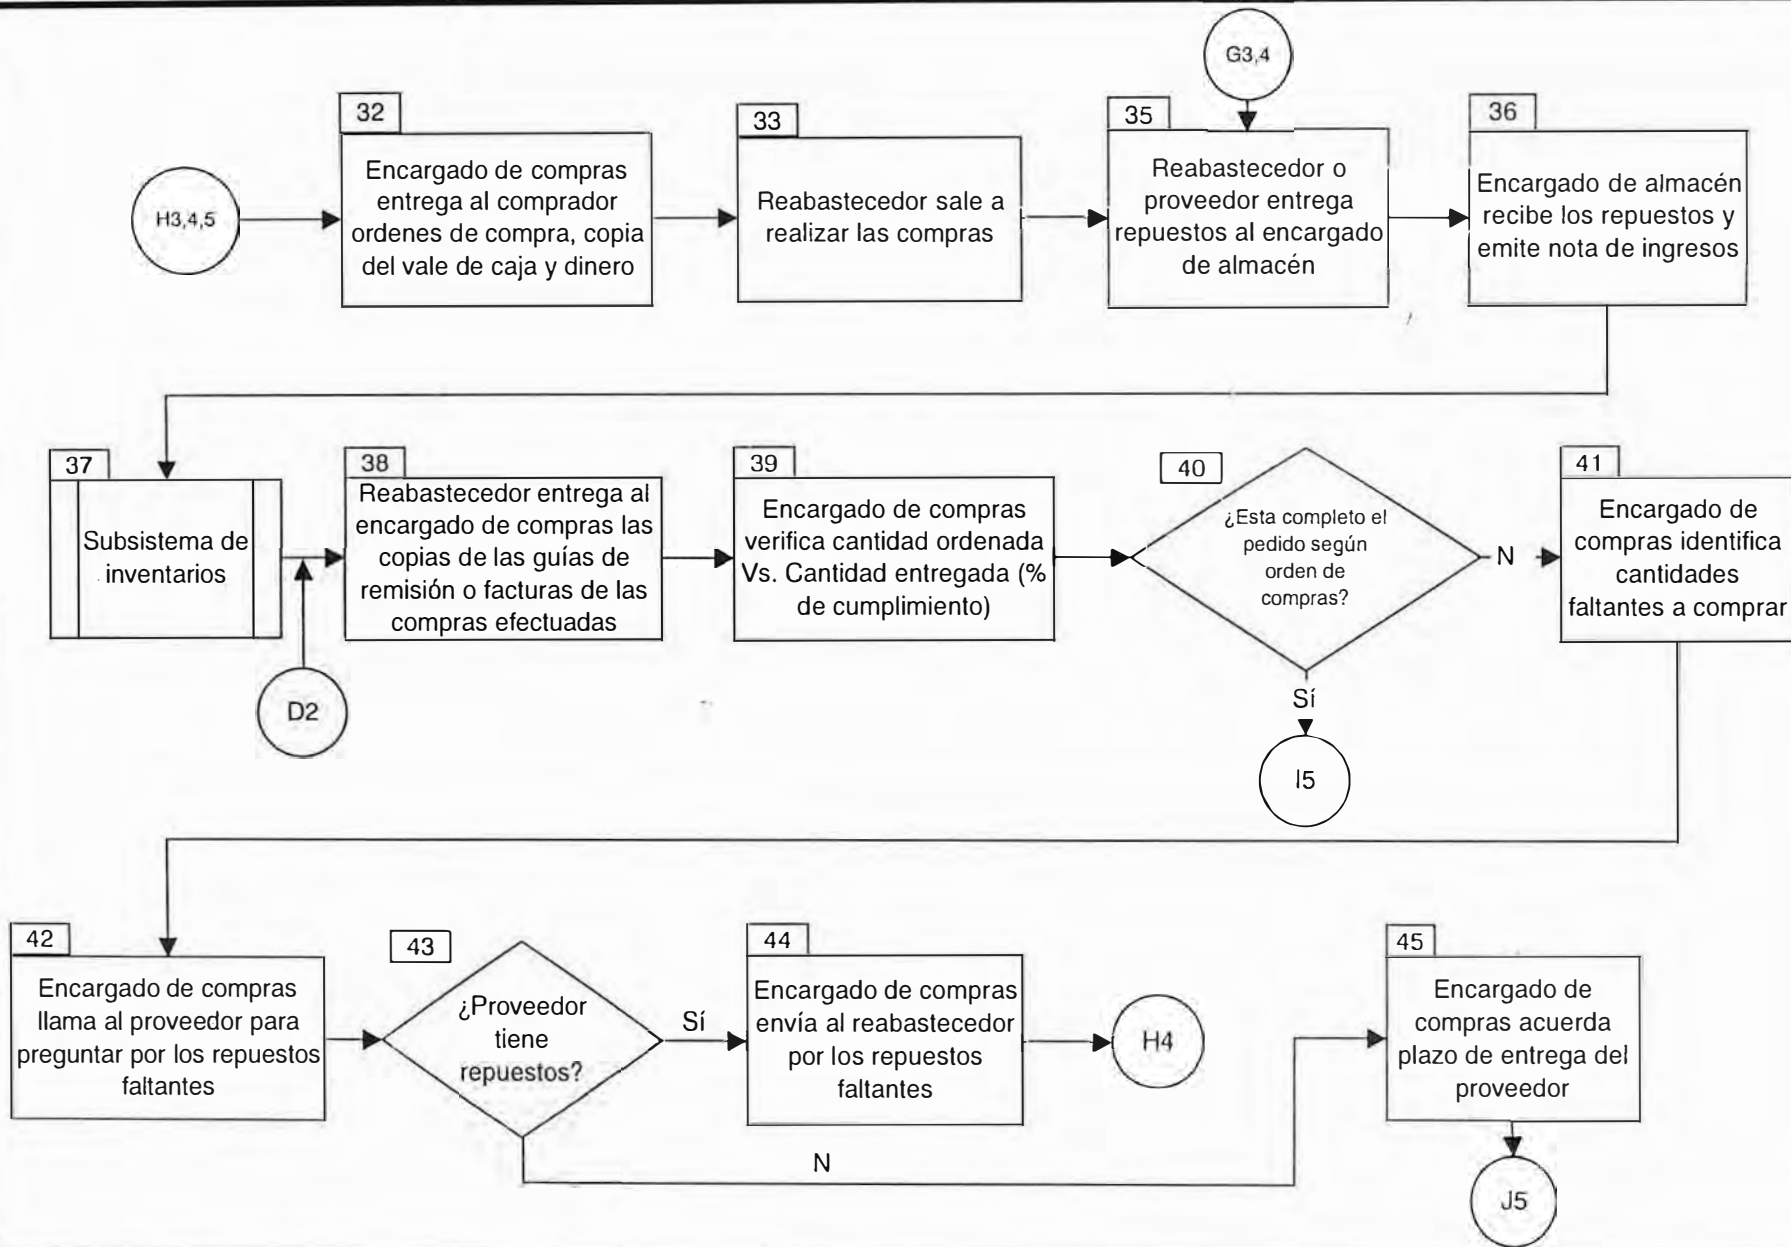 G3,4
32
33
35
36
H3,4,5
Encargado de compras
entrega al comprador
ordenes de compra, copia
del vale de caja y dinero
Reabastecedor sale a
realizar las compras
Reabastecedor o
proveedor entrega
repuestos al encargado
de almacén
Encargado de almacén
recibe los repuestos y
emite nota de ingresos
37
38
39
40
41
Subsistema de
inventarios
Reabastecedor entrega al
encargado de compras las
copias de las guías de
remisión o facturas de las
compras efectuadas
Encargado de compras
verifica cantidad ordenada
Vs. Cantidad entregada (%
de cumplimiento)
¿Esta completo el
pedido según
orden de
compras?
N
Encargado de
compras identifica
cantidades
faltantes a comprar
D2
Sí
I5
42
43
44
45
Encargado de compras
llama al proveedor para
preguntar por los repuestos
faltantes
¿Proveedor
tiene
repuestos?
Sí
Encargado de compras
envía al reabastecedor
por los repuestos
faltantes
H4
Encargado de
compras acuerda
plazo de entrega del
proveedor
N
J5